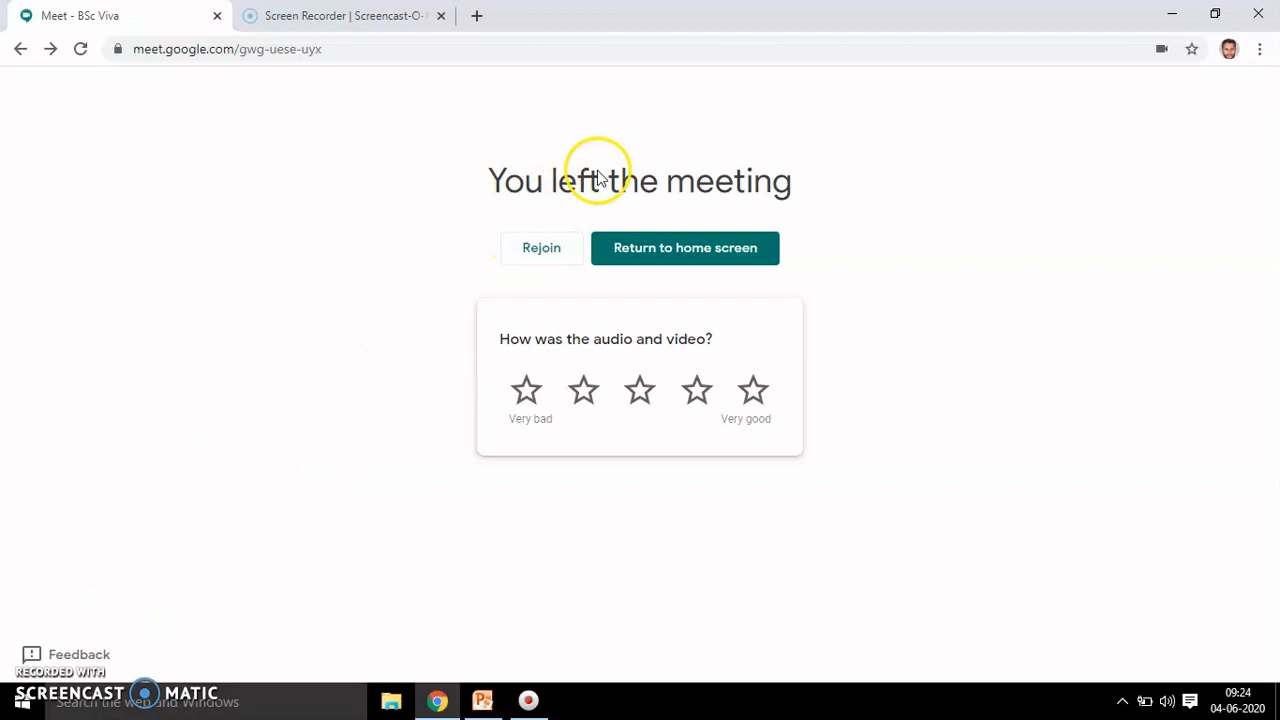 Meet - BSc Viva
Screen Recorder | Screencast-O-
meet.google.com/gwg-uese-uyx
You left the meeting
Rejoin
Return to home screen
How was the audio and video?
Very bad
Very good
Feedback
RECORDED WITH
SCREENCAST MATIC
Search the web and Windows
09:24
04-06-2020